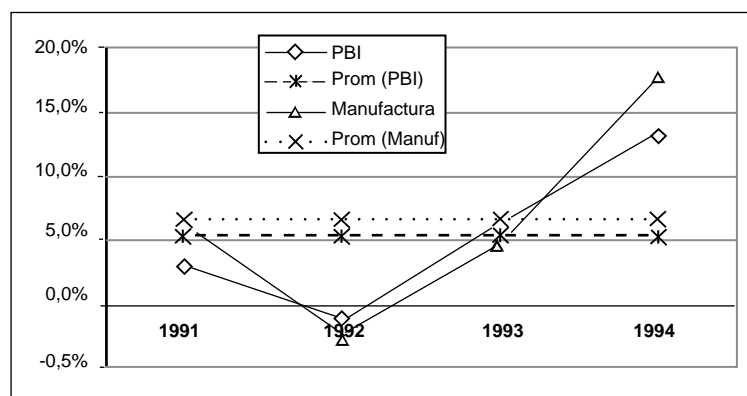 20,0%
PBI
Prom (PBI)
15,0%
Manufactura
Prom (Manuf)
10,0%
5,0%
0,0%
1991 1992 1993 1994
-0,5%